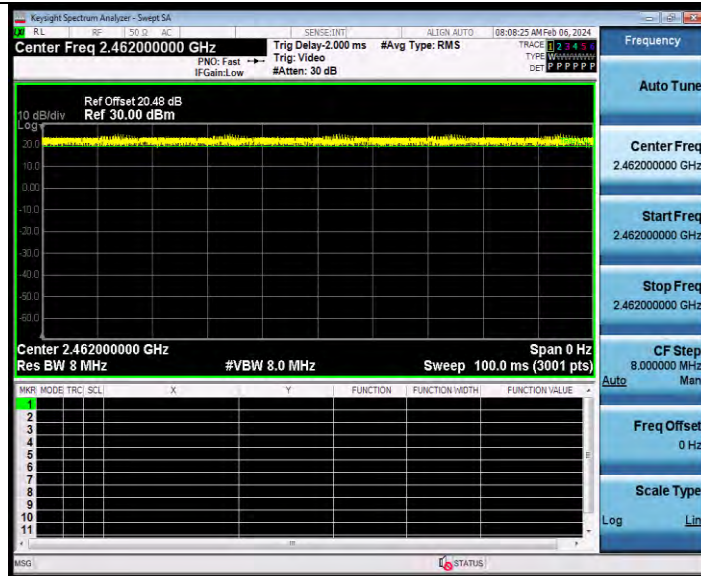 Keysight Spectrum Analyzer - Swept SA
RL RF 50 Ω AC SENSE:INT ALIGN AUTO 08:08:25 AM Feb 06, 2024
Center Freq 2.462000000 GHz
PNO: Fast
IFGain:Low
Trig Delay-2.000 ms
Trig: Video
#Atten: 30 dB
#Avg Type: RMS
TRACE 1 2 3 4 5 6
TYPE WWWWWW
DET P P P P P P
Ref Offset 20.48 dB
10 dB/div Ref 30.00 dBm
Log
20.0
10.0
0.00
-10.0
-20.0
-30.0
-40.0
-50.0
-60.0
Center 2.462000000 GHz Span 0 Hz
Res BW 8 MHz #VBW 8.0 MHz Sweep 100.0 ms (3001 pts)
MKR MODE TRC SCL X Y FUNCTION FUNCTION WIDTH FUNCTION VALUE
1
2
3
4
5
6
7
8
9
10
11
MSG STATUS
Frequency
Auto Tune
Center Freq
2.462000000 GHz
Start Freq
2.462000000 GHz
Stop Freq
2.462000000 GHz
CF Step
8.000000 MHz
Auto Man
Freq Offset
0 Hz
Scale Type
Log Lin